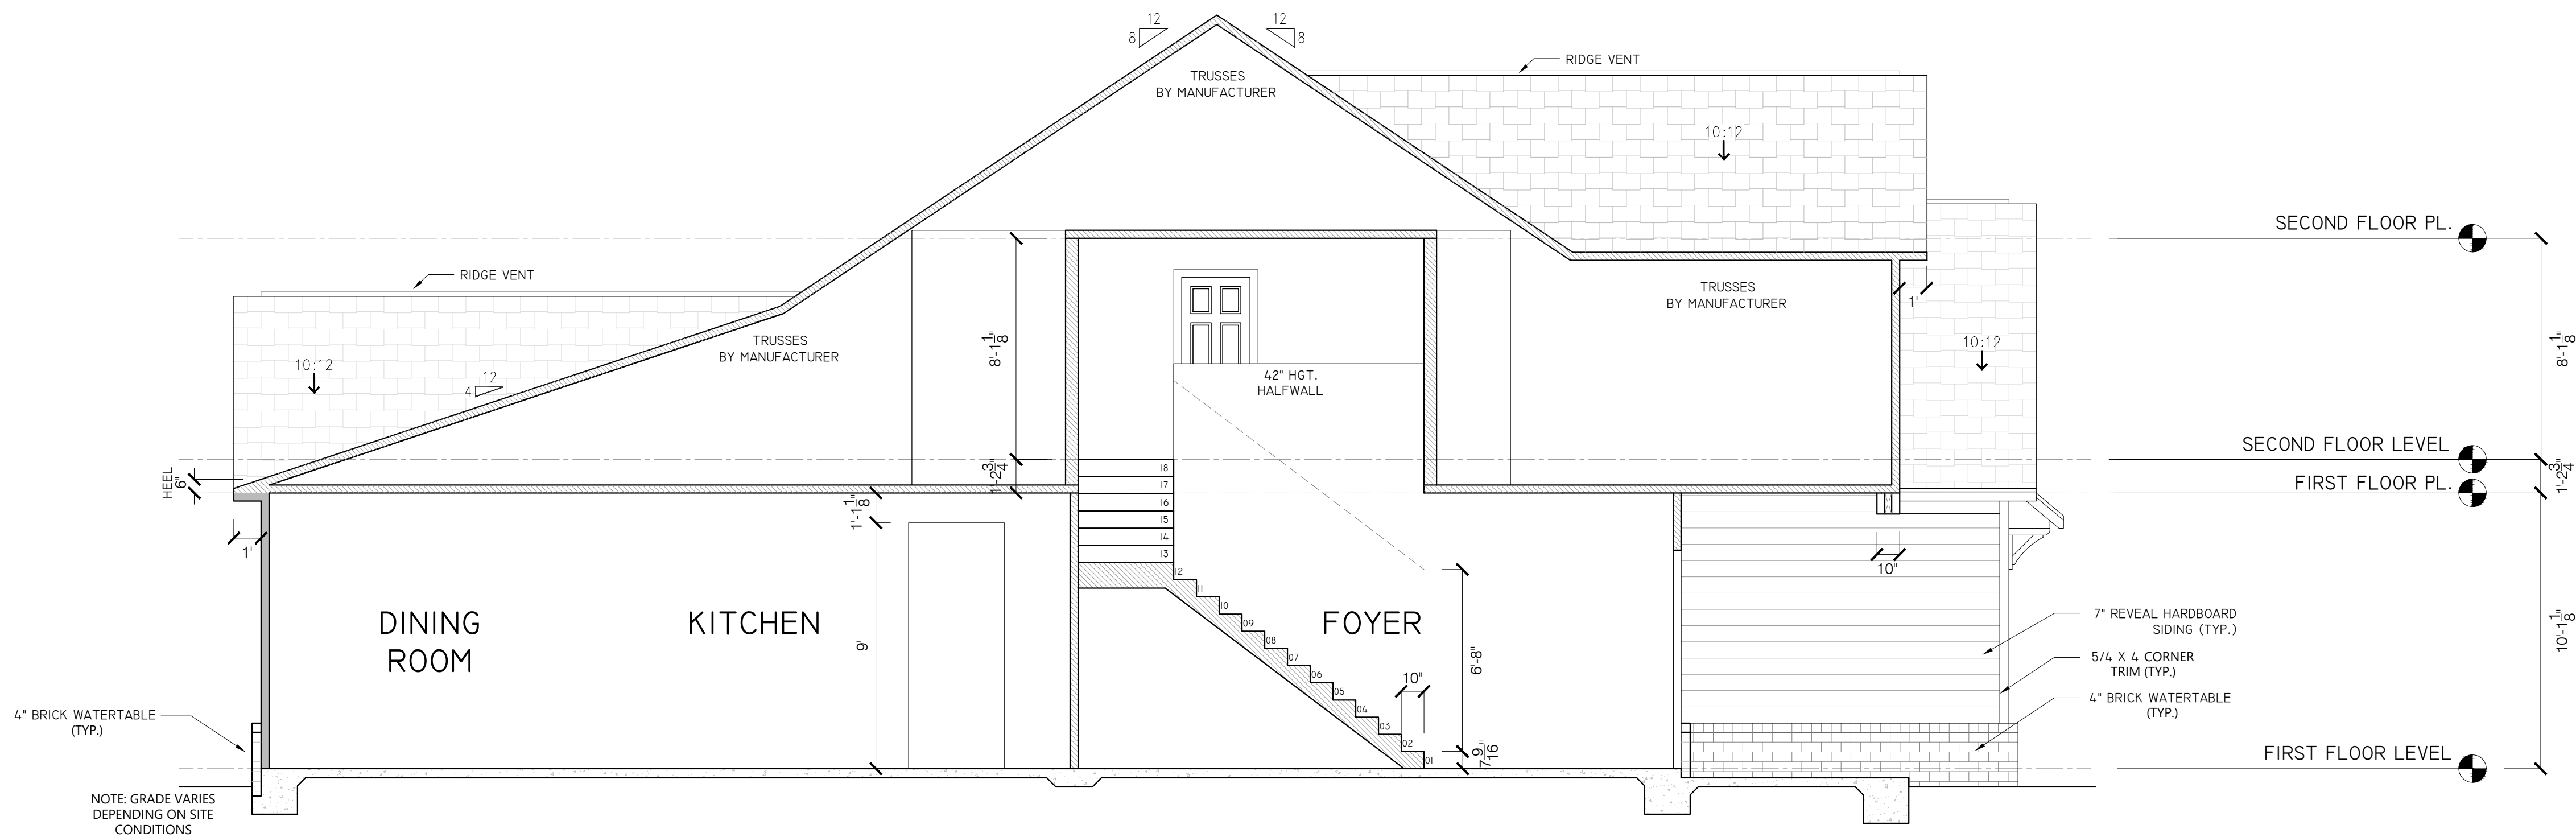 12
8
12
8
RIDGE VENT
TRUSSES
BY MANUFACTURER
10:12
SECOND FLOOR PL.
RIDGE VENT
TRUSSES
BY MANUFACTURER
1'
TRUSSES
BY MANUFACTURER
10:12
12
4
8'-1 1/8"
42" HGT.
HALFWALL
10:12
8'-1 1/8"
SECOND FLOOR LEVEL
HEEL
6"
1'-2 3/4"
18
17
16
15
14
13
12
11
10
09
08
07
06
05
04
03
02
01
FIRST FLOOR PL.
1'-2 3/4"
1'-1 1/8"
1'
10"
DINING
ROOM
KITCHEN
9'
FOYER
10"
6'-8"
7 9/16"
7" REVEAL HARDBOARD
SIDING (TYP.)
5/4 X 4 CORNER
TRIM (TYP.)
4" BRICK WATERTABLE
(TYP.)
10'-1 1/8"
4" BRICK WATERTABLE
(TYP.)
FIRST FLOOR LEVEL
NOTE: GRADE VARIES
DEPENDING ON SITE
CONDITIONS